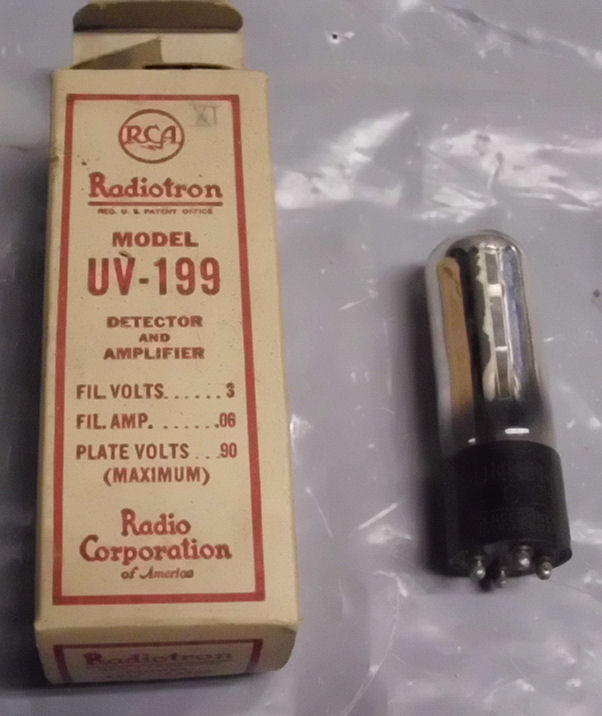 XI
RCA
Radiotron
REG. U. S. PATENT OFFICE
MODEL
UV-199
DETECTOR
AND
AMPLIFIER
FIL. VOLTS......3
FIL. AMP. .......06
PLATE VOLTS...90
(MAXIMUM)
Radio
Corporation
of America
Radiotron